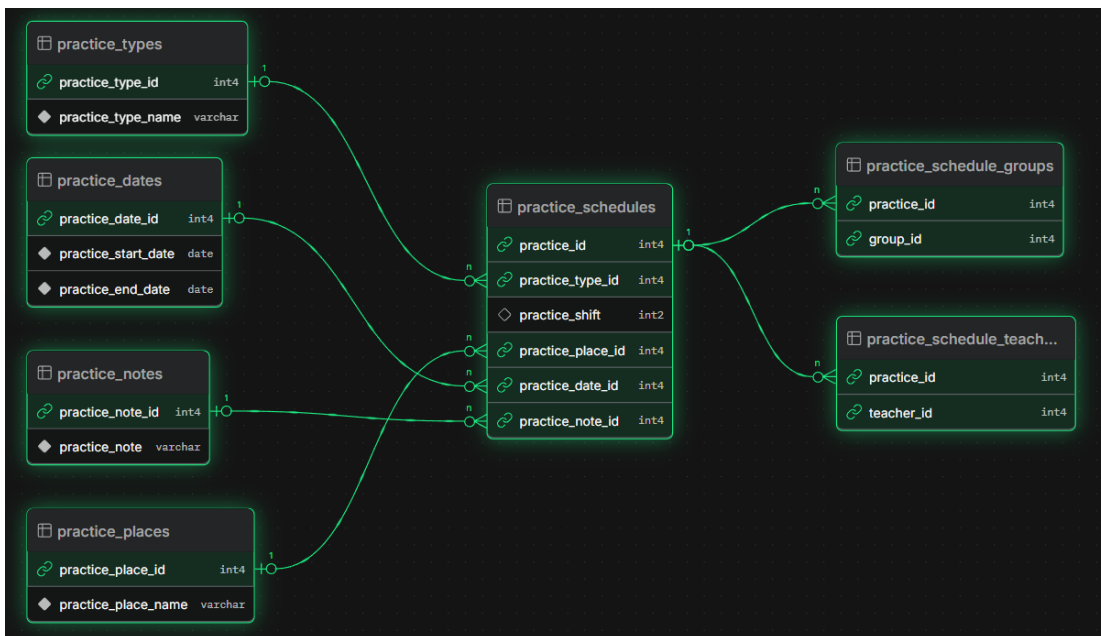 practice_types
practice_type_id int4
practice_type_name varchar
practice_dates
practice_date_id int4
practice_start_date date
practice_end_date date
practice_notes
practice_note_id int4
practice_note varchar
practice_places
practice_place_id int4
practice_place_name varchar
1
1
1
1
n
n
n
n
practice_schedules
practice_id int4
practice_type_id int4
practice_shift int2
practice_place_id int4
practice_date_id int4
practice_note_id int4
1
n
n
practice_schedule_groups
practice_id int4
group_id int4
practice_schedule_teach...
practice_id int4
teacher_id int4